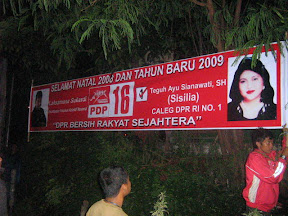 SELAMAT NATAL 2008 DAN TAHUN BARU 2009
PDP
16
Teguh Ayu Sianawati, SH
(Sisilia)
CALEG DPR RI NO. 1
"DPR BERSIH RAKYAT SEJAHTERA"